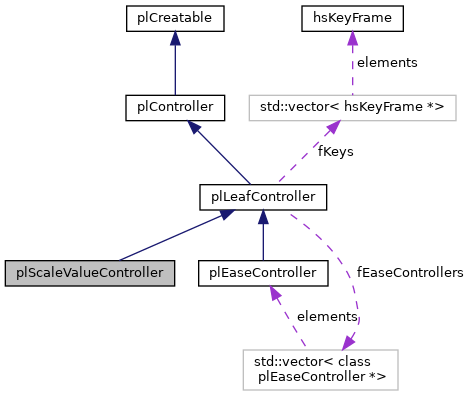 plCreatable
hsKeyFrame
elements
plController
std::vector< hsKeyFrame *>
fKeys
plLeafController
plScaleValueController
plEaseController
fEaseControllers
elements
std::vector< class
plEaseController *>